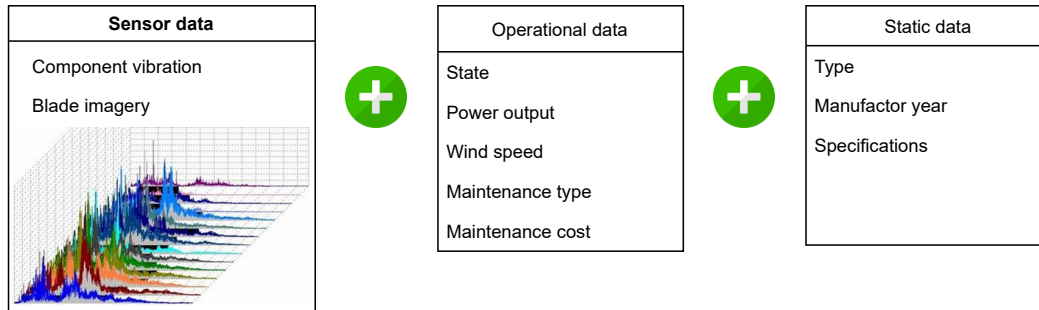 Sensor data
Component vibration
Blade imagery
Operational data
State
Power output
Wind speed
Maintenance type
Maintenance cost
Static data
Type
Manufactor year
Specifications